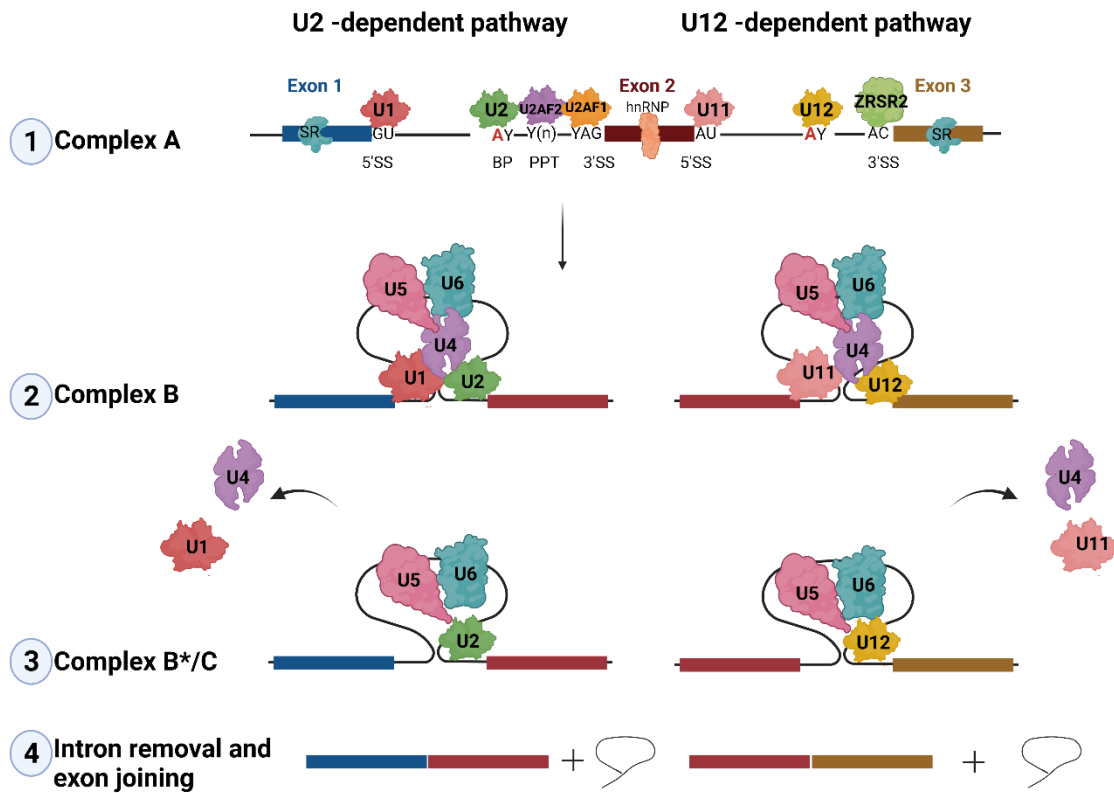 U2 -dependent pathway
U12 -dependent pathway
Exon 1
U1
U2
U2AF2
U2AF1
Exon 2
hnRNP
U11
U12
ZRSR2
Exon 3
1 Complex A
SR
GU
AY
Y(n)
YAG
AU
AY
AC
SR
5'SS
BP
PPT
3'SS
5'SS
3'SS
U5
U6
U4
U1
U2
U5
U6
U4
U11
U12
2 Complex B
U4
U1
U4
U11
U5
U6
U2
U5
U6
U12
3 Complex B*/C
4 Intron removal and
exon joining
+
+